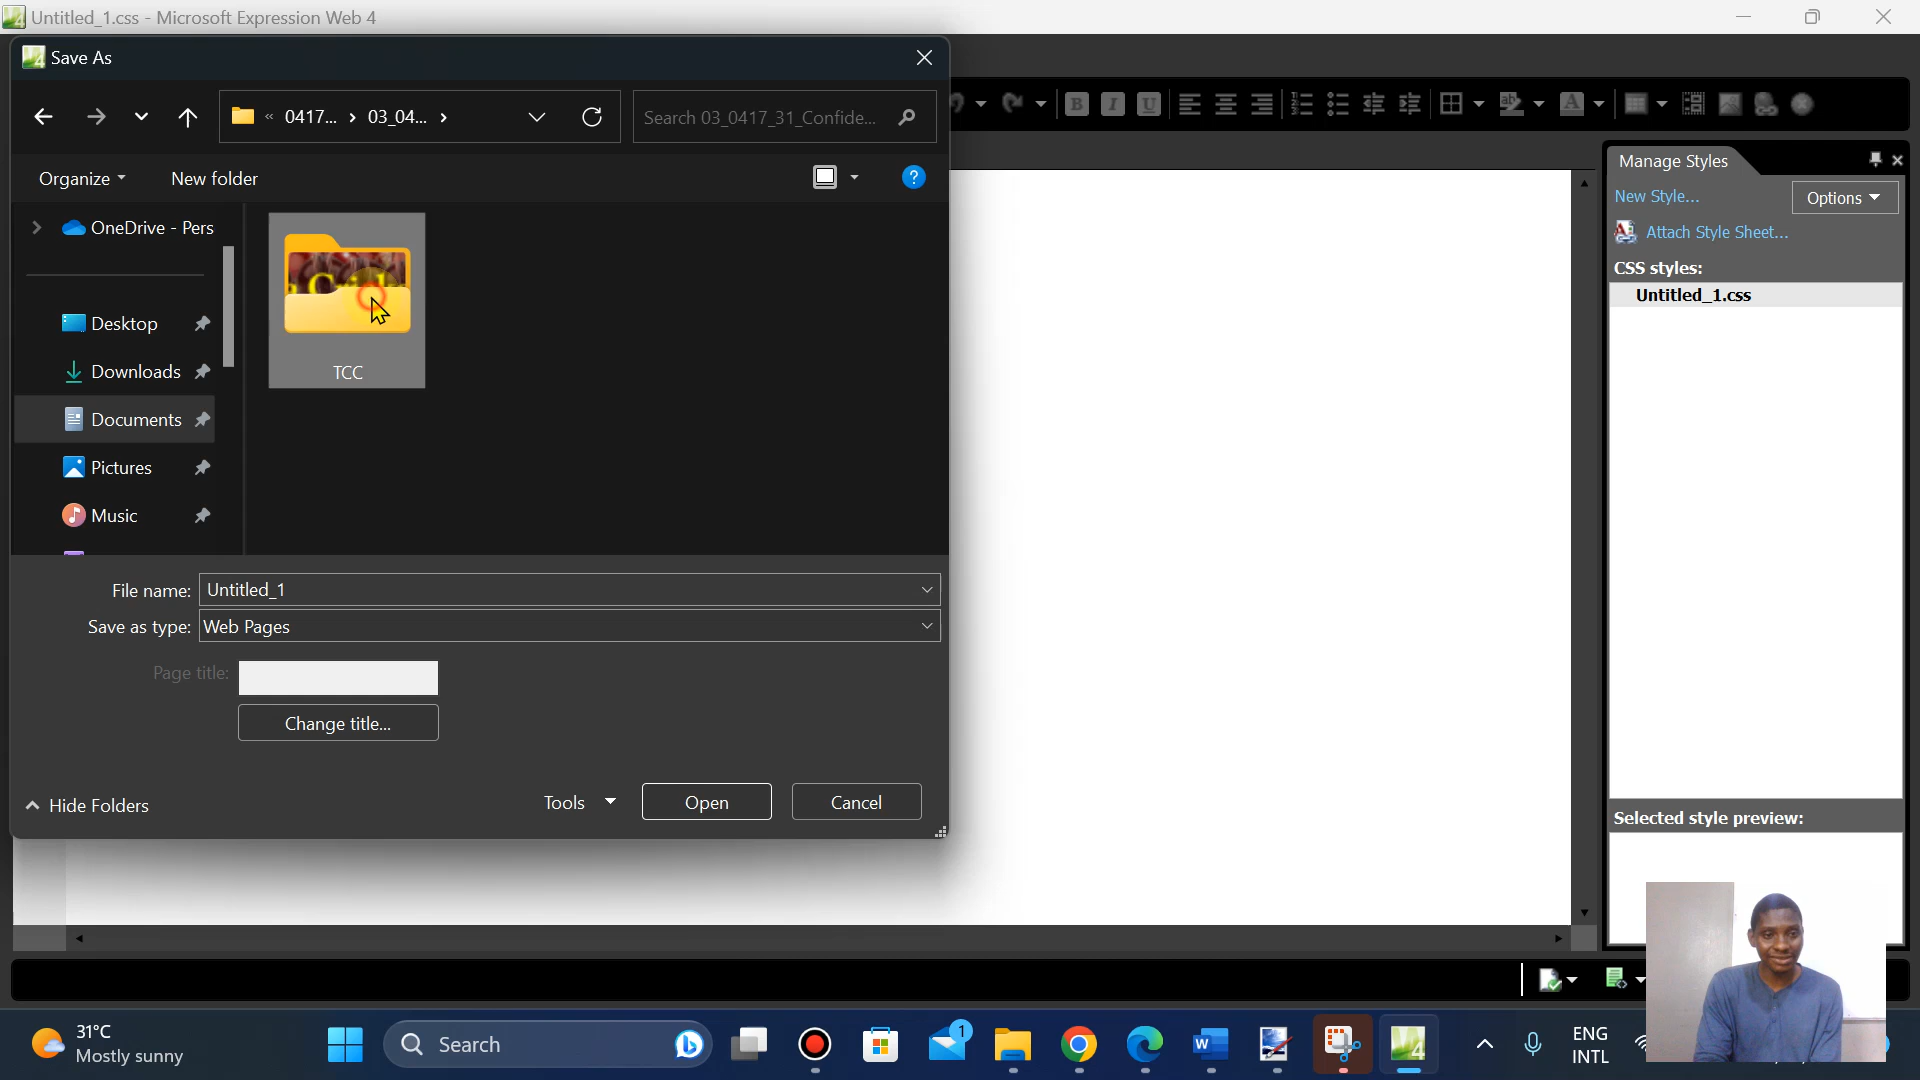 Untitled_1.css - Microsoft Expression Web 4
Save As
« 0417... › 03_04... ›
Search 03_0417_31_Confide...
Organize
New folder
OneDrive - Pers
Desktop
Downloads
Documents
Pictures
Music
TCC
File name: Untitled_1
Save as type: Web Pages
Page title:
Change title...
Hide Folders
Tools
Open
Cancel
Manage Styles
New Style...
Options
Attach Style Sheet...
CSS styles:
Untitled_1.css
Selected style preview:
31°C
Mostly sunny
Search
1
ENG
INTL